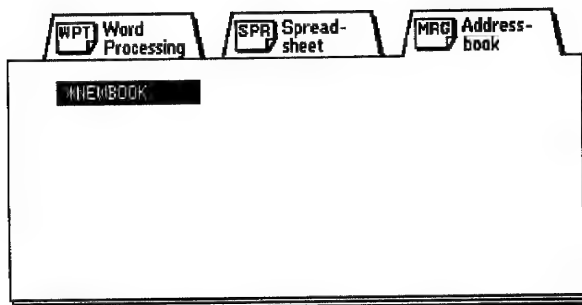 WPT Word
Processing
SPR Spread-
sheet
MRG Address-
book
*NEWBOOK